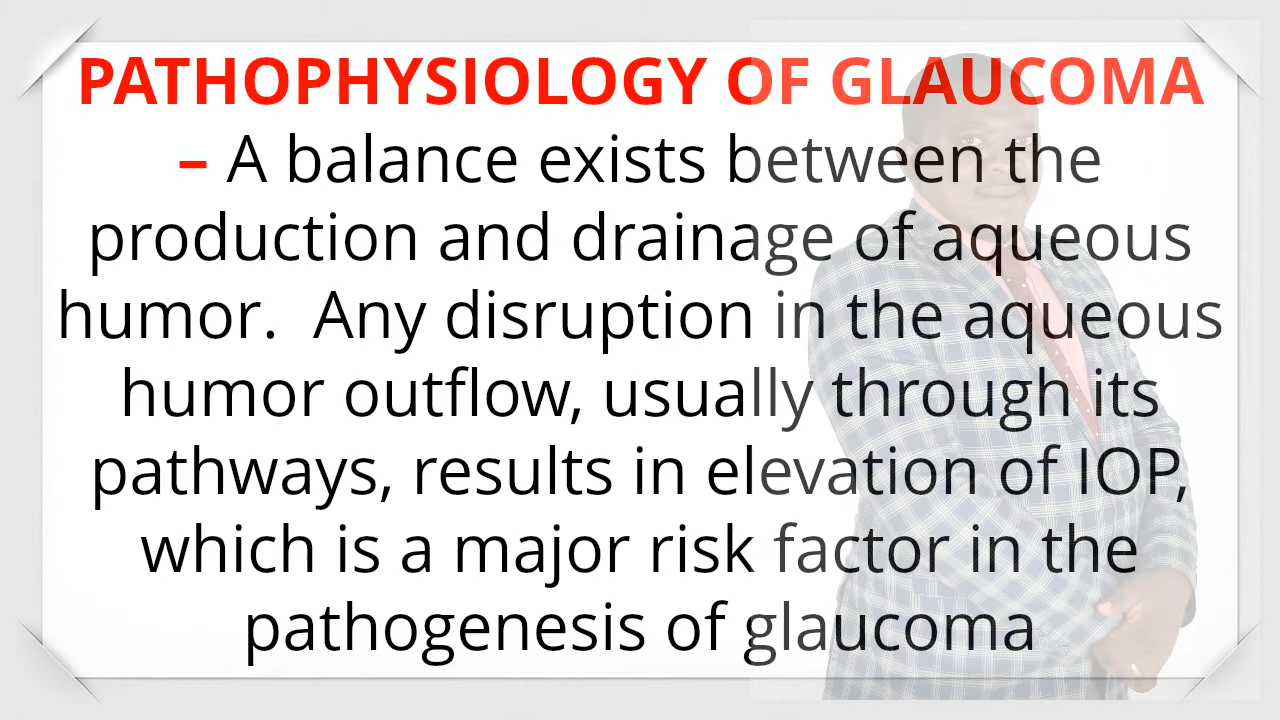 PATHOPHYSIOLOGY OF GLAUCOMA
– A balance exists between the
production and drainage of aqueous
humor.  Any disruption in the aqueous
humor outflow, usually through its
pathways, results in elevation of IOP,
which is a major risk factor in the
pathogenesis of glaucoma